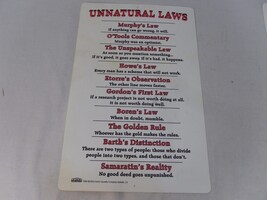 UNNATURAL LAWS
Murphy's Law
If anything can go wrong it will.
O'Tools Commentary
Murphy was an optimist.
The Unspeakable Law
As soon as you mention something..
If it's good, it goes away, if it's bad, it happens.
Howe's Law
Every man has a scheme that will not work.
Etorre's Observation
The other line moves faster.
Gordon's First Law
If a research project is not worth doing at all,
it is not worth doing well.
Boren's Law
When in doubt, mumble.
The Golden Rule
Whoever has the gold makes the rules.
Barth's Distinction
There are two types of people: those who divide
people into two types, and those that don't.
Samaratin's Reality
No good deed goes unpunished.